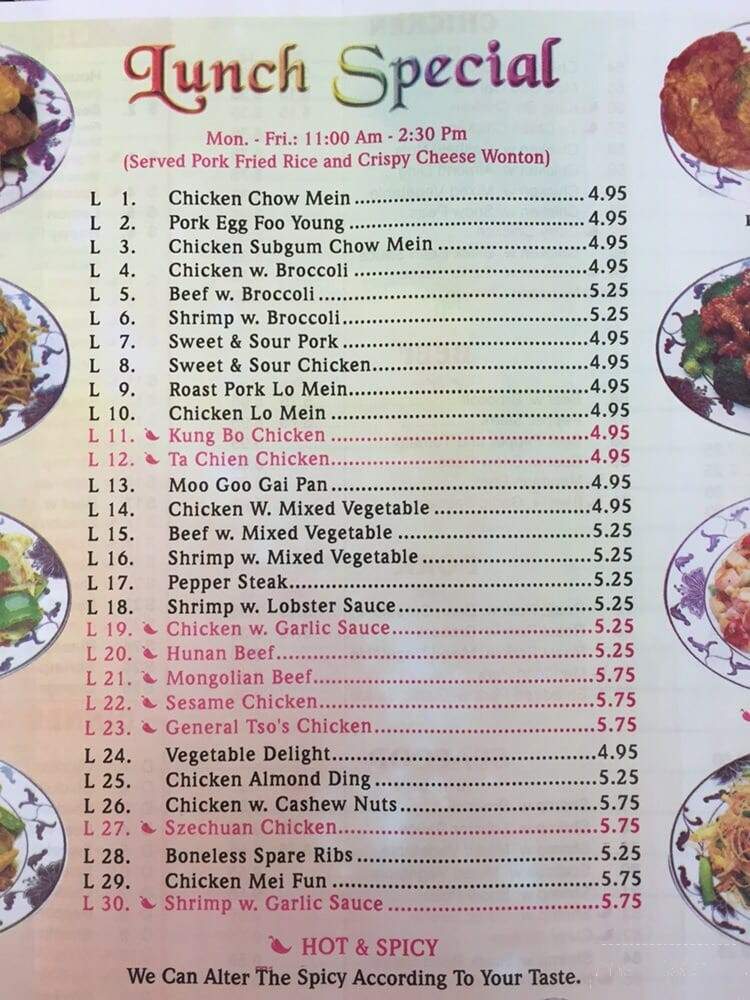 Lunch Special
Mon. - Fri.: 11:00 Am - 2:30 Pm
(Served Pork Fried Rice and Crispy Cheese Wonton)
L 1. Chicken Chow Mein 4.95
L 2. Pork Egg Foo Young 4.95
L 3. Chicken Subgum Chow Mein 4.95
L 4. Chicken w. Broccoli 4.95
L 5. Beef w. Broccoli 5.25
L 6. Shrimp w. Broccoli 5.25
L 7. Sweet & Sour Pork 4.95
L 8. Sweet & Sour Chicken 4.95
L 9. Roast Pork Lo Mein 4.95
L 10. Chicken Lo Mein 4.95
L 11. Kung Bo Chicken 4.95
L 12. Ta Chien Chicken 4.95
L 13. Moo Goo Gai Pan 4.95
L 14. Chicken W. Mixed Vegetable 4.95
L 15. Beef w. Mixed Vegetable 5.25
L 16. Shrimp w. Mixed Vegetable 5.25
L 17. Pepper Steak 5.25
L 18. Shrimp w. Lobster Sauce 5.25
L 19. Chicken w. Garlic Sauce 5.25
L 20. Hunan Beef 5.25
L 21. Mongolian Beef 5.75
L 22. Sesame Chicken 5.75
L 23. General Tso's Chicken 5.75
L 24. Vegetable Delight 4.95
L 25. Chicken Almond Ding 5.25
L 26. Chicken w. Cashew Nuts 5.75
L 27. Szechuan Chicken 5.75
L 28. Boneless Spare Ribs 5.25
L 29. Chicken Mei Fun 5.75
L 30. Shrimp w. Garlic Sauce 5.75
HOT & SPICY
We Can Alter The Spicy According To Your Taste.